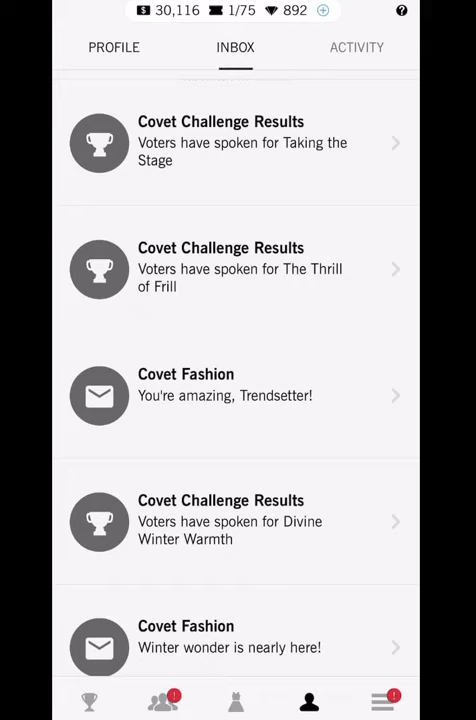 $ 30,116 1/75 892 ?
PROFILE INBOX ACTIVITY
Covet Challenge Results
Voters have spoken for Taking the
Stage
Covet Challenge Results
Voters have spoken for The Thrill
of Frill
Covet Fashion
You're amazing, Trendsetter!
Covet Challenge Results
Voters have spoken for Divine
Winter Warmth
Covet Fashion
Winter wonder is nearly here!
! !